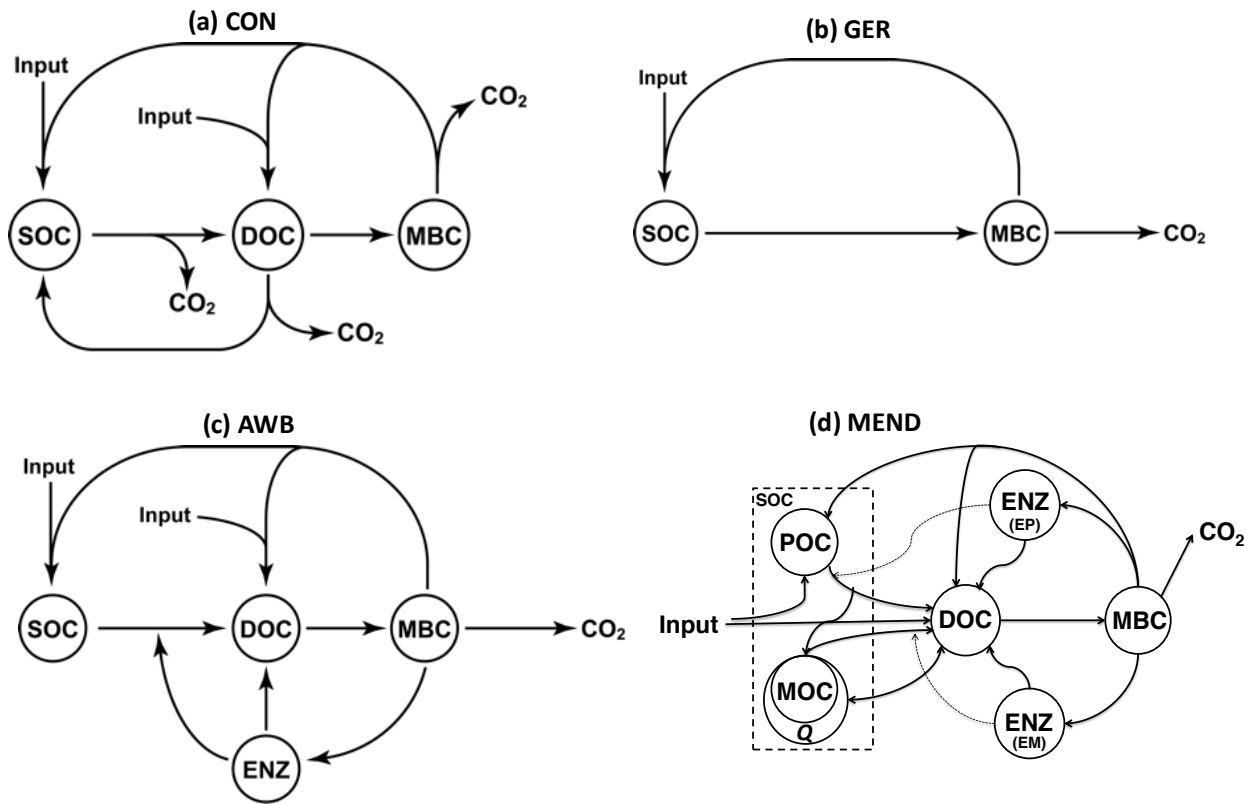 (a) CON
Input
Input
CO₂
SOC
DOC
MBC
CO₂
CO₂
(b) GER
Input
SOC
MBC
CO₂
(c) AWB
Input
Input
SOC
DOC
MBC
CO₂
ENZ
(d) MEND
SOC
ENZ
(EP)
POC
CO₂
Input
DOC
MBC
MOC
Q
ENZ
(EM)